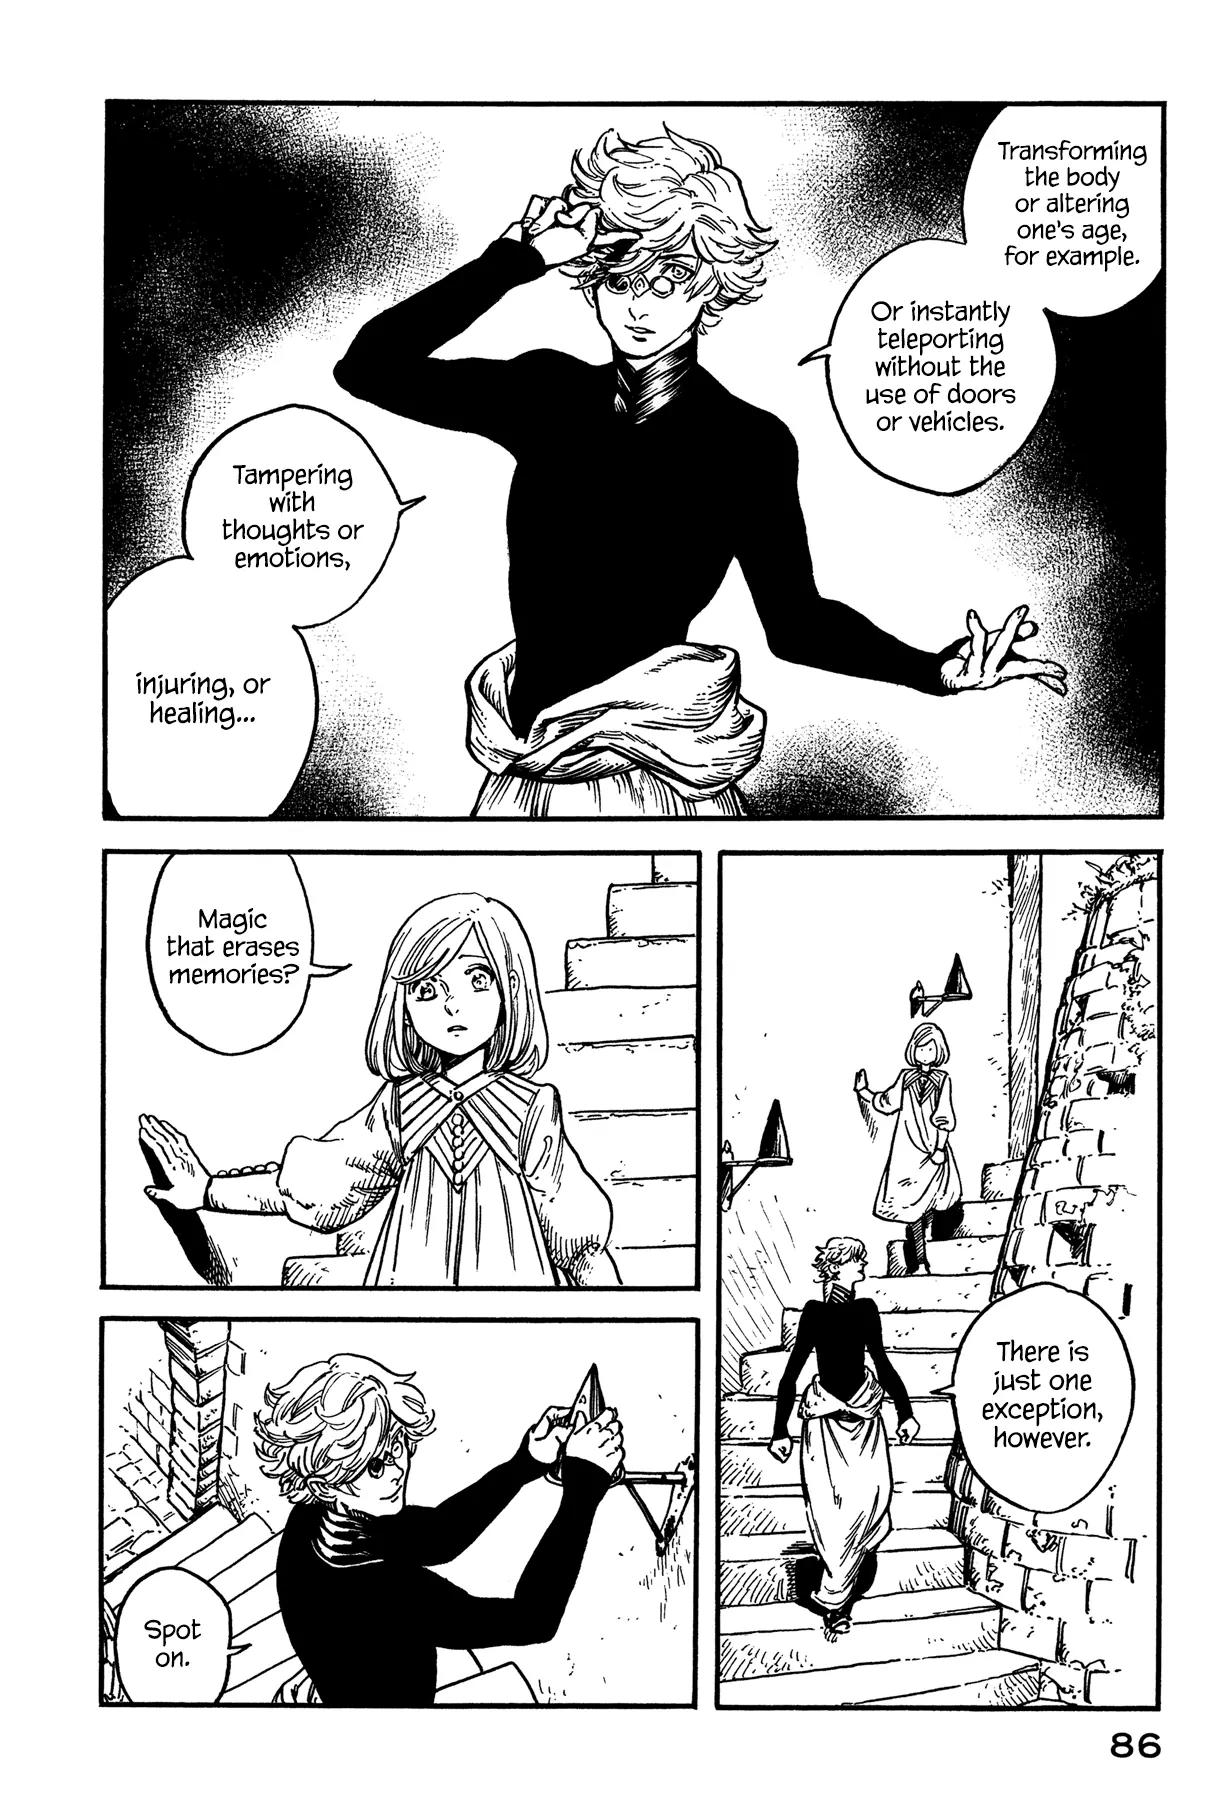 Transforming
the body
or altering
one's age,
for example.
Or instantly
teleporting
without the
use of doors
or vehicles.
Tampering
with
thoughts or
emotions,
injuring, or
healing...
There is
just one
exception,
however.
Magic
that erases
memories?
Spot
on.
86